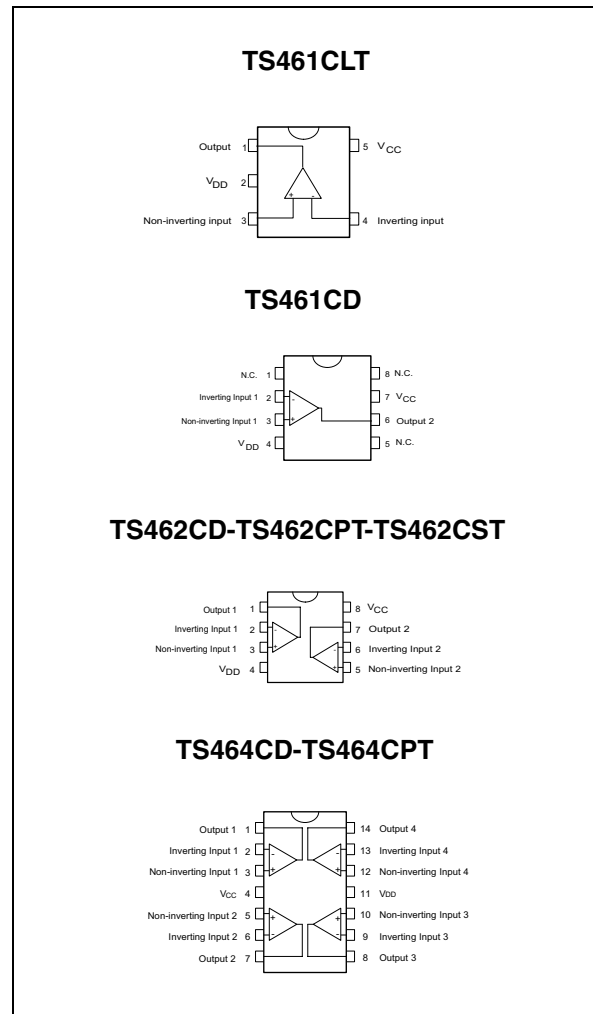 TS461CLT
Output 1
5 VCC
VDD 2
+ -
Non-inverting input 3
4 Inverting input
TS461CD
N.C. 1
8 N.C.
Inverting Input 1 2 -
7 VCC
Non-inverting Input 1 3 +
6 Output 2
VDD 4
5 N.C.
TS462CD-TS462CPT-TS462CST
Output 1 1
8 VCC
Inverting Input 1 2 -
7 Output 2
Non-inverting Input 1 3 +
- 6 Inverting Input 2
VDD 4
+ 5 Non-inverting Input 2
TS464CD-TS464CPT
Output 1 1
14 Output 4
Inverting Input 1 2 -
- 13 Inverting Input 4
Non-inverting Input 1 3 +
+ 12 Non-inverting Input 4
VCC 4
11 VDD
Non-inverting Input 2 5 +
+ 10 Non-inverting Input 3
Inverting Input 2 6 -
- 9 Inverting Input 3
Output 2 7
8 Output 3